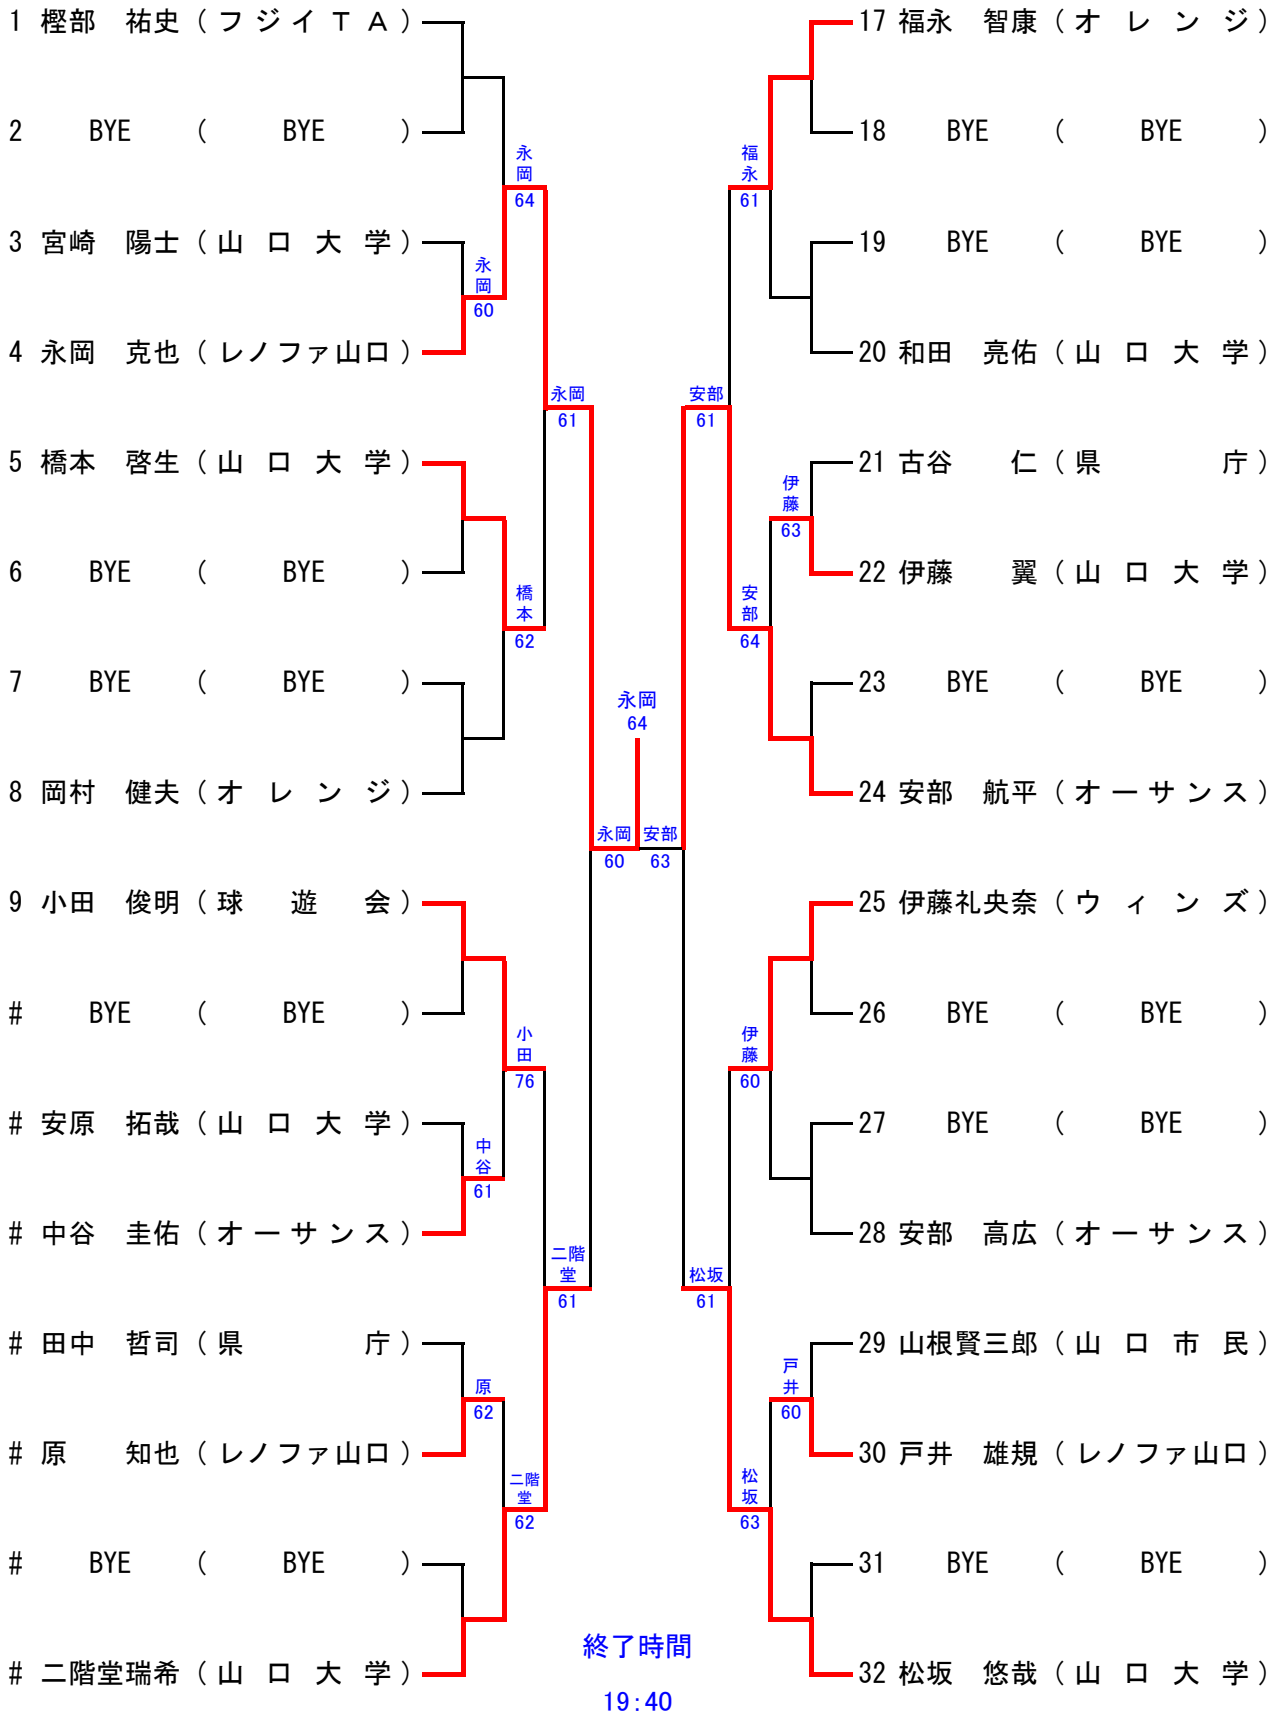 1 樫部 祐史 ( フジイＴＡ )
2 BYE ( BYE )
永岡
64
3 宮崎 陽士 ( 山口大学 )
永岡
60
4 永岡 克也 ( レノファ山口 )
永岡
61
5 橋本 啓生 ( 山口大学 )
6 BYE ( BYE )
橋本
62
7 BYE ( BYE )
8 岡村 健夫 ( オレンジ )
永岡
60
9 小田 俊明 ( 球遊会 )
# BYE ( BYE )
小田
76
# 安原 拓哉 ( 山口大学 )
中谷
61
# 中谷 圭佑 ( オーサンス )
二階堂
61
# 田中 哲司 ( 県庁 )
原
62
# 原 知也 ( レノファ山口 )
二階堂
62
# BYE ( BYE )
# 二階堂瑞希 ( 山口大学 )
永岡
64
17 福永 智康 ( オレンジ )
18 BYE ( BYE )
福永
61
19 BYE ( BYE )
20 和田 亮佑 ( 山口大学 )
安部
61
21 古谷 仁 ( 県庁 )
伊藤
63
22 伊藤 翼 ( 山口大学 )
安部
64
23 BYE ( BYE )
24 安部 航平 ( オーサンス )
安部
63
25 伊藤礼央奈 ( ウィンズ )
26 BYE ( BYE )
伊藤
60
27 BYE ( BYE )
28 安部 高広 ( オーサンス )
松坂
61
29 山根賢三郎 ( 山口市民 )
戸井
60
30 戸井 雄規 ( レノファ山口 )
松坂
63
31 BYE ( BYE )
32 松坂 悠哉 ( 山口大学 )
終了時間
19:40